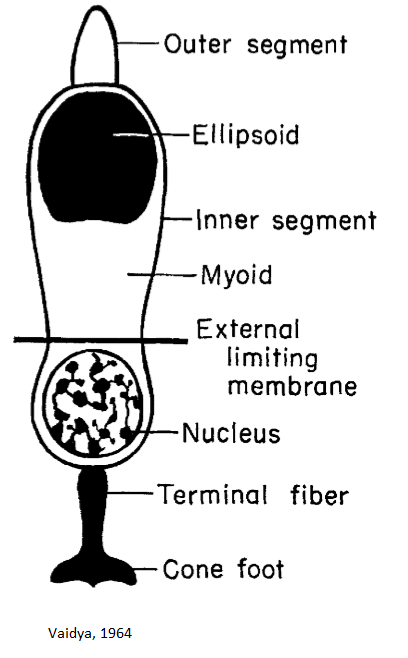 Outer segment
Ellipsoid
Inner segment
Myoid
External
limiting
membrane
Nucleus
Terminal fiber
Cone foot
Vaidya, 1964